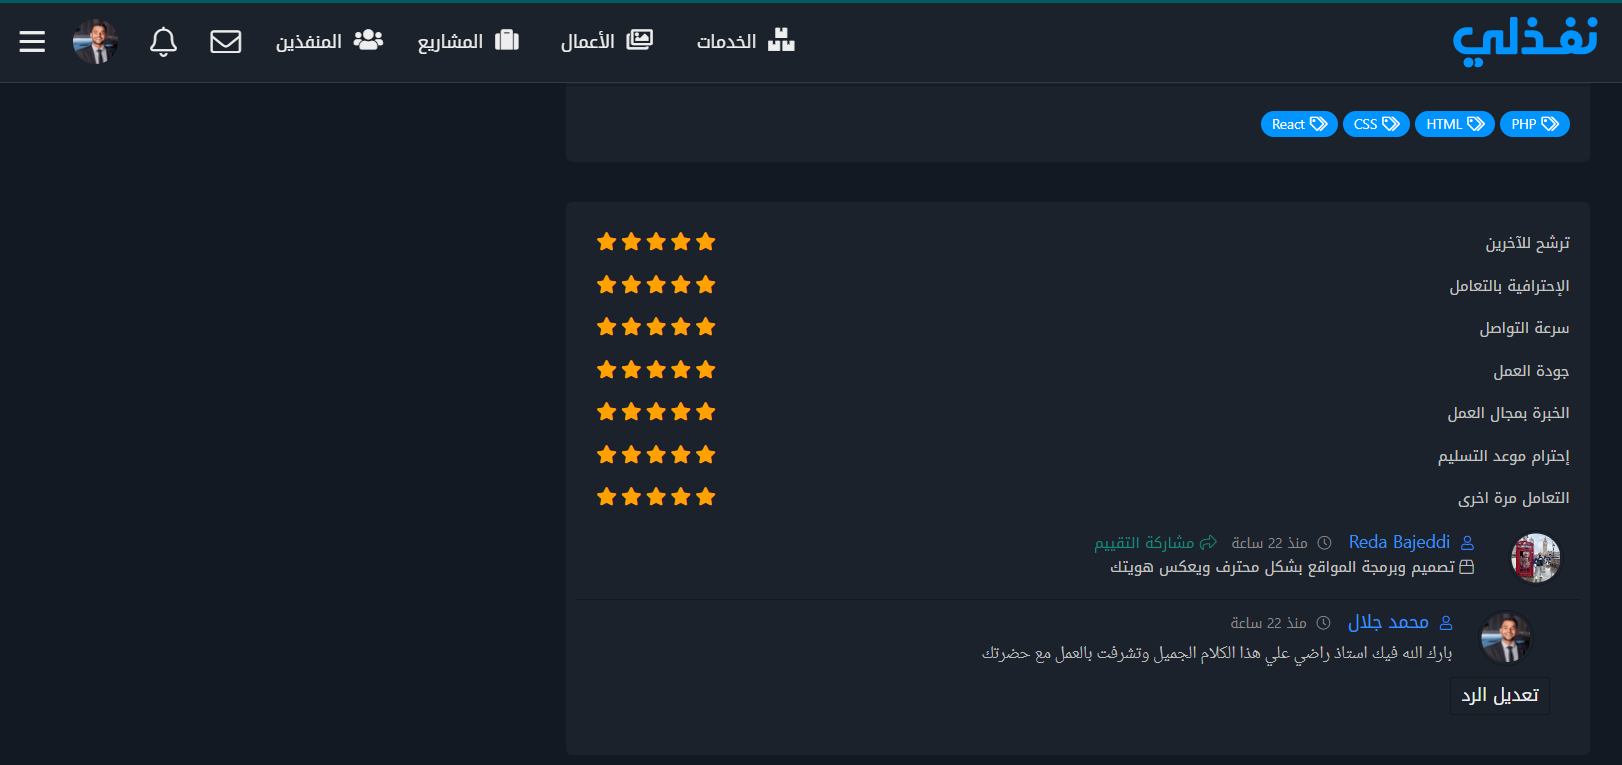 نفذلي
الخدمات
الأعمال
المشاريع
المنفذين
PHP HTML CSS React
ترشح للآخرين
الإحترافية بالتعامل
سرعة التواصل
جودة العمل
الخبرة بمجال العمل
إحترام موعد التسليم
التعامل مرة اخرى
Reda Bajeddi منذ 22 ساعة مشاركة التقييم
تصميم وبرمجة المواقع بشكل محترف ويعكس هويتك
محمد جلال منذ 22 ساعة
بارك الله فيك استاذ راضي علي هذا الكلام الجميل وتشرفت بالعمل مع حضرتك
تعديل الرد